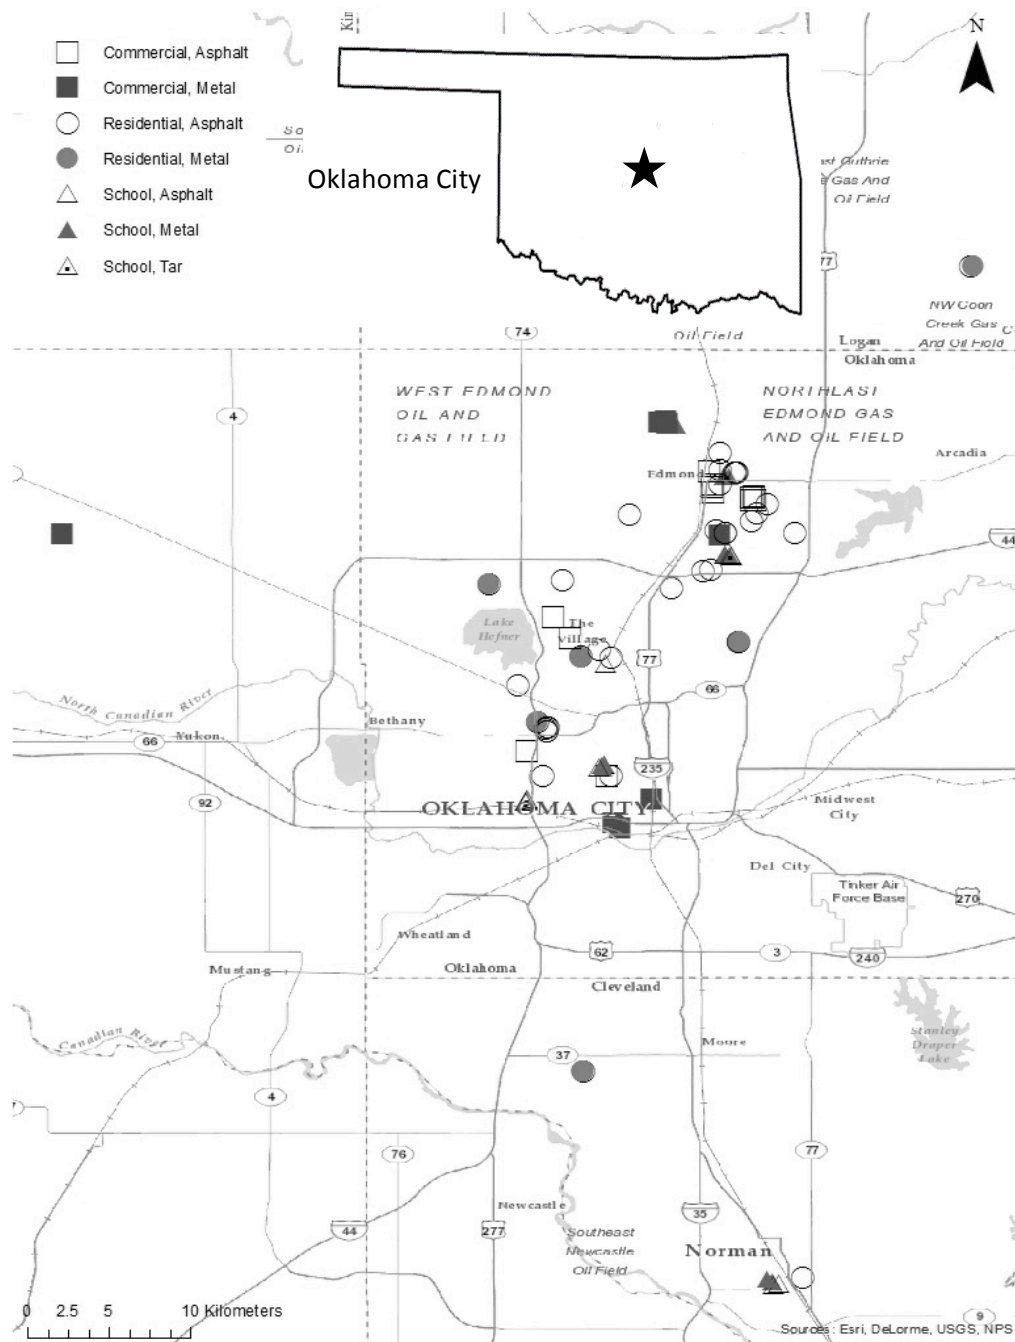 Commercial, Asphalt
Commercial, Metal
Residential, Asphalt
Residential, Metal
School, Asphalt
School, Metal
School, Tar
Oklahoma City
N
Gas And
Oil Field
77
NW Coon
Creek Gas
And Oil Field
74
Oil Field
Logan
Oklahoma
WEST EDMOND
OIL AND
GAS FIELD
NORTHEAST
EDMOND GAS
AND OIL FIELD
4
Arcadia
Edmond
44
Lake
Hefner
The
Village
77
66
North Canadian River
Bethany
66
Yukon
235
92
OKLAHOMA CITY
Midwest
City
Del City
Tinker Air
Force Base
270
Wheatland
62
3
240
Mustang
Oklahoma
Cleveland
Canadian River
Stanley
Draper
Lake
Moore
37
4
76
77
Newcastle
35
44
277
Southeast
Newcastle
Oil Field
Norman
0 2.5 5 10 Kilometers
9
Sources: Esri, DeLorme, USGS, NPS